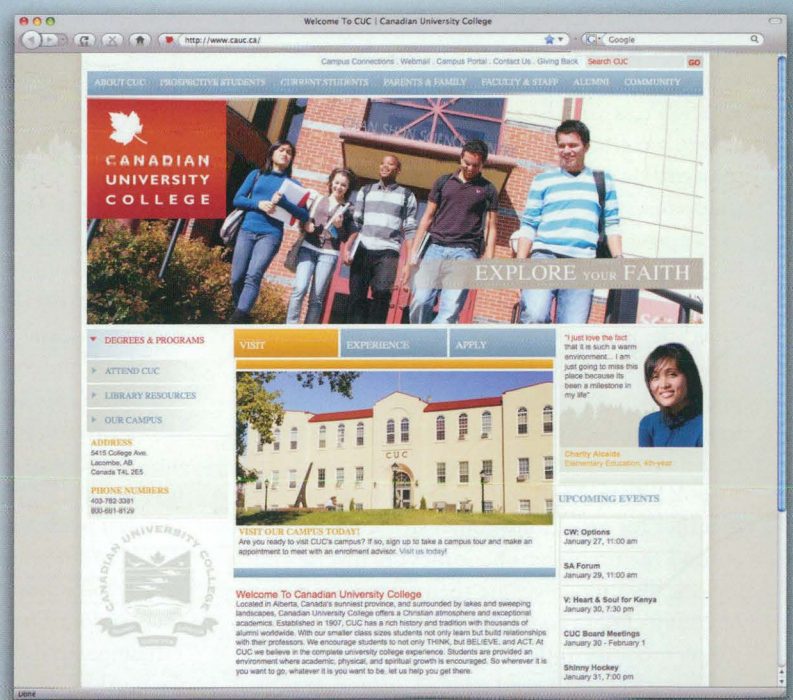 Welcome To CUC | Canadian University College
http://www.cauc.ca/
Google
Campus Connections . Webmail . Campus Portal . Contact Us . Giving Back
Search CUC
GO
ABOUT CUC PROSPECTIVE STUDENTS CURRENT STUDENTS PARENTS & FAMILY FACULTY & STAFF ALUMNI COMMUNITY
CANADIAN
UNIVERSITY
COLLEGE
EXPLORE YOUR FAITH
DEGREES & PROGRAMS
ATTEND CUC
LIBRARY RESOURCES
OUR CAMPUS
ADDRESS
5415 College Ave.
Lacombe, AB
Canada T4L 2E5
PHONE NUMBERS
403-782-3381
800-661-8129
CANADIAN UNIVERSITY COLLEGE
VISIT
EXPERIENCE
APPLY
CUC
VISIT OUR CAMPUS TODAY!
Are you ready to visit CUC's campus? If so, sign up to take a campus tour and make an
appointment to meet with an enrolment advisor. Visit us today!
Welcome To Canadian University College
Located in Alberta, Canada's sunniest province, and surrounded by lakes and sweeping
landscapes, Canadian University College offers a Christian atmosphere and exceptional
academics. Established in 1907, CUC has a rich history and tradition with thousands of
alumni worldwide. With our smaller class sizes students not only learn but build relationships
with their professors. We encourage students to not only THINK, but BELIEVE, and ACT. At
CUC we believe in the complete university college experience. Students are provided an
environment where academic, physical, and spiritual growth is encouraged. So wherever it is
you want to go, whatever it is you want to be, let us help you get there.
"I just love the fact
that it is such a warm
environment... I am
just going to miss this
place because its
been a milestone in
my life"
Charity Alcaide
Elementary Education, 4th-year
UPCOMING EVENTS
CW: Options
January 27, 11:00 am
SA Forum
January 29, 11:00 am
V: Heart & Soul for Kenya
January 30, 7:30 pm
CUC Board Meetings
January 30 - February 1
Shinny Hockey
January 31, 7:00 pm
Done